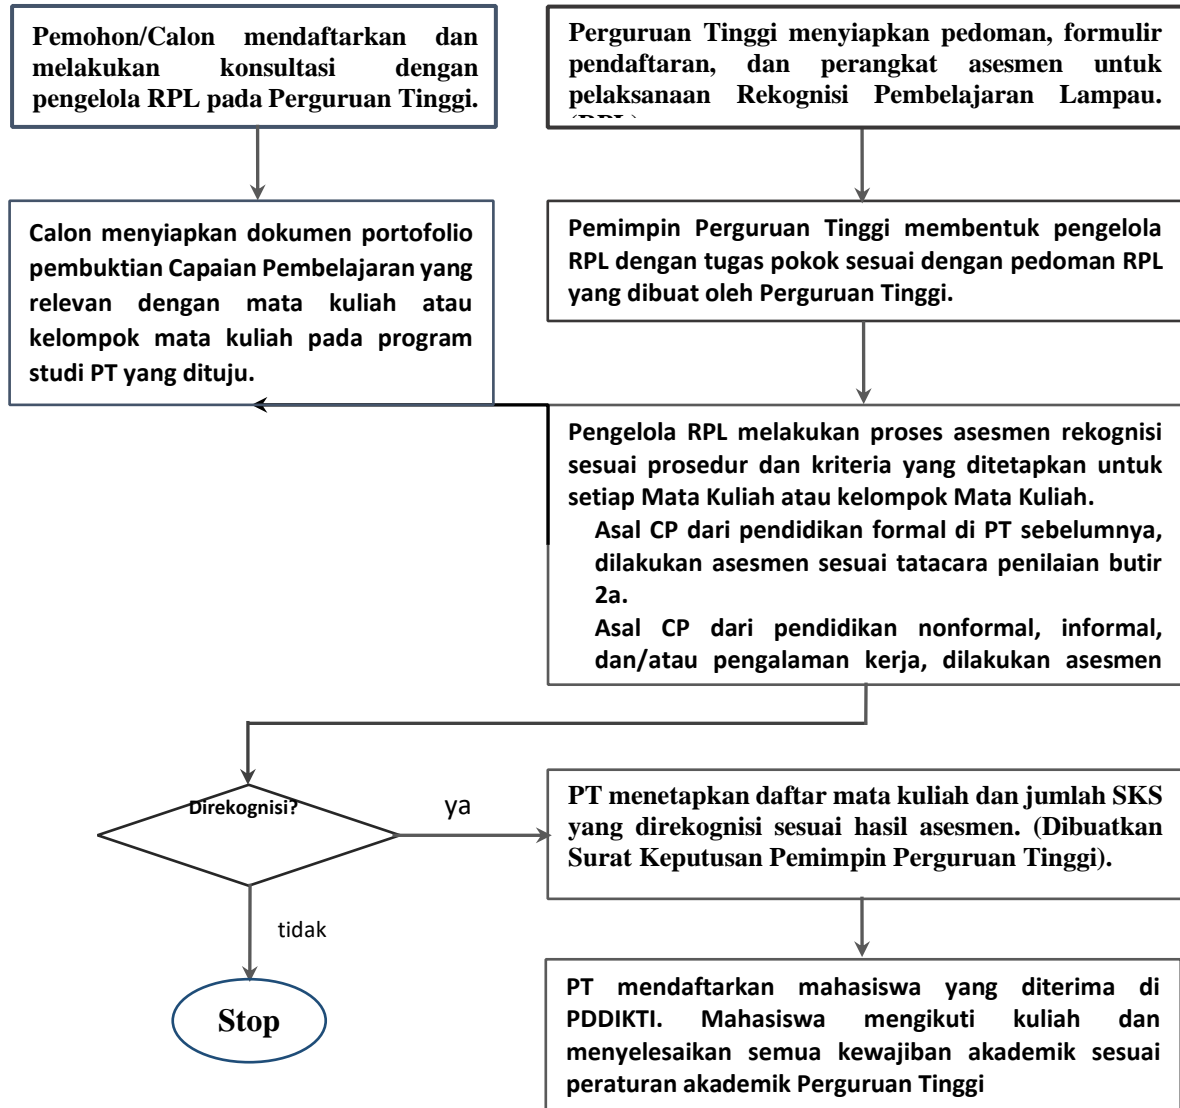 Pemohon/Calon mendaftarkan dan
melakukan konsultasi dengan
pengelola RPL pada Perguruan Tinggi.
Perguruan Tinggi menyiapkan pedoman, formulir
pendaftaran, dan perangkat asesmen untuk
pelaksanaan Rekognisi Pembelajaran Lampau.
Calon menyiapkan dokumen portofolio
pembuktian Capaian Pembelajaran yang
relevan dengan mata kuliah atau
kelompok mata kuliah pada program
studi PT yang dituju.
Pemimpin Perguruan Tinggi membentuk pengelola
RPL dengan tugas pokok sesuai dengan pedoman RPL
yang dibuat oleh Perguruan Tinggi.
Pengelola RPL melakukan proses asesmen rekognisi
sesuai prosedur dan kriteria yang ditetapkan untuk
setiap Mata Kuliah atau kelompok Mata Kuliah.
Asal CP dari pendidikan formal di PT sebelumnya,
dilakukan asesmen sesuai tatacara penilaian butir
2a.
Asal CP dari pendidikan nonformal, informal,
dan/atau pengalaman kerja, dilakukan asesmen
Direkognisi?
ya
tidak
Stop
PT menetapkan daftar mata kuliah dan jumlah SKS
yang direkognisi sesuai hasil asesmen. (Dibuatkan
Surat Keputusan Pemimpin Perguruan Tinggi).
PT mendaftarkan mahasiswa yang diterima di
PDDIKTI. Mahasiswa mengikuti kuliah dan
menyelesaikan semua kewajiban akademik sesuai
peraturan akademik Perguruan Tinggi